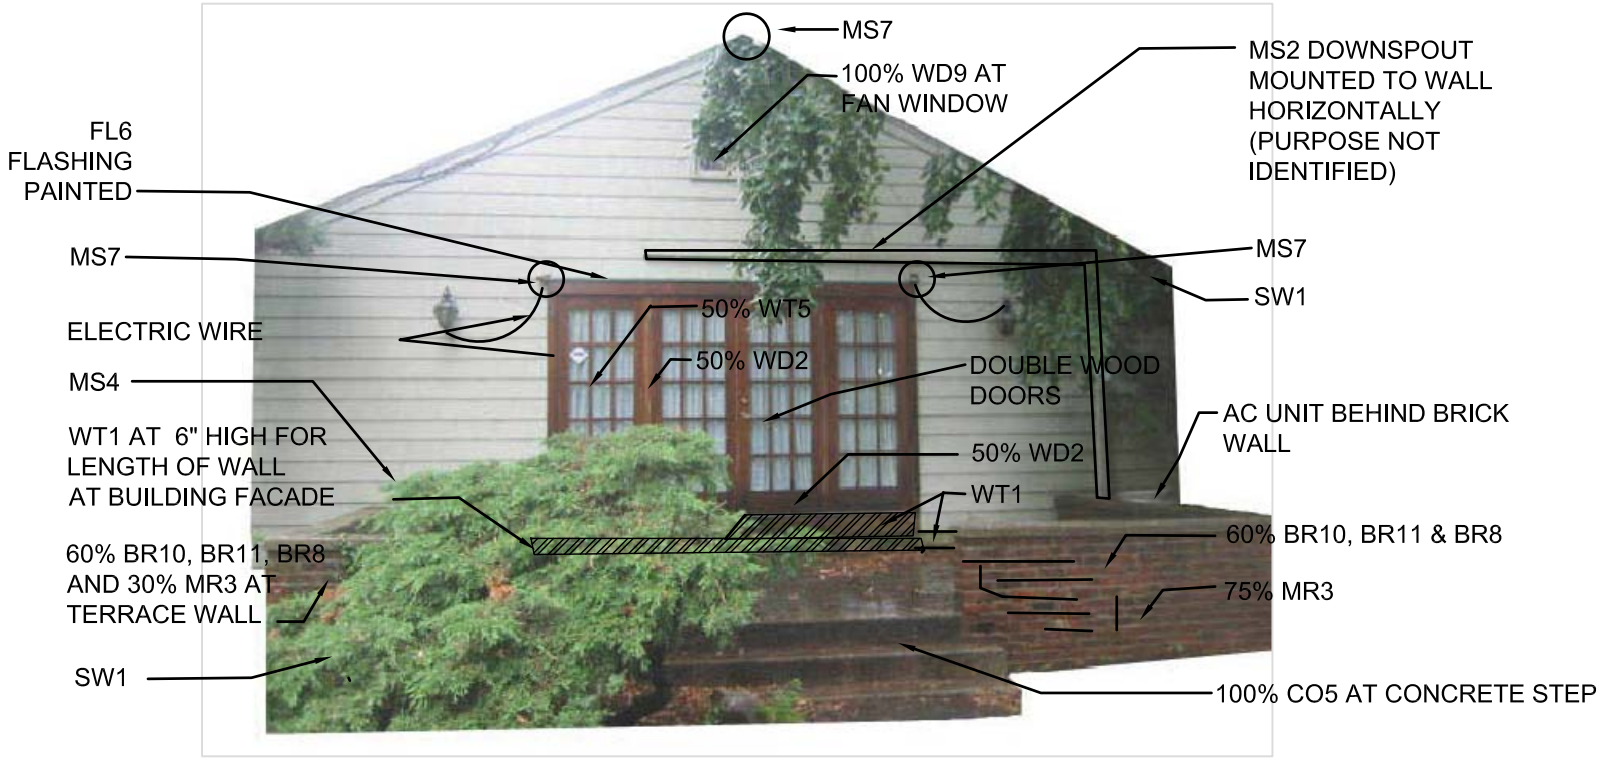 MS7
100% WD9 AT
FAN WINDOW
MS2 DOWNSPOUT
MOUNTED TO WALL
HORIZONTALLY
(PURPOSE NOT
IDENTIFIED)
FL6
FLASHING
PAINTED
MS7
MS7
SW1
ELECTRIC WIRE
50% WT5
50% WD2
DOUBLE WOOD
DOORS
MS4
AC UNIT BEHIND BRICK
WALL
WT1 AT 6" HIGH FOR
LENGTH OF WALL
AT BUILDING FACADE
50% WD2
WT1
60% BR10, BR11, BR8
AND 30% MR3 AT
TERRACE WALL
60% BR10, BR11 & BR8
75% MR3
SW1
100% CO5 AT CONCRETE STEP